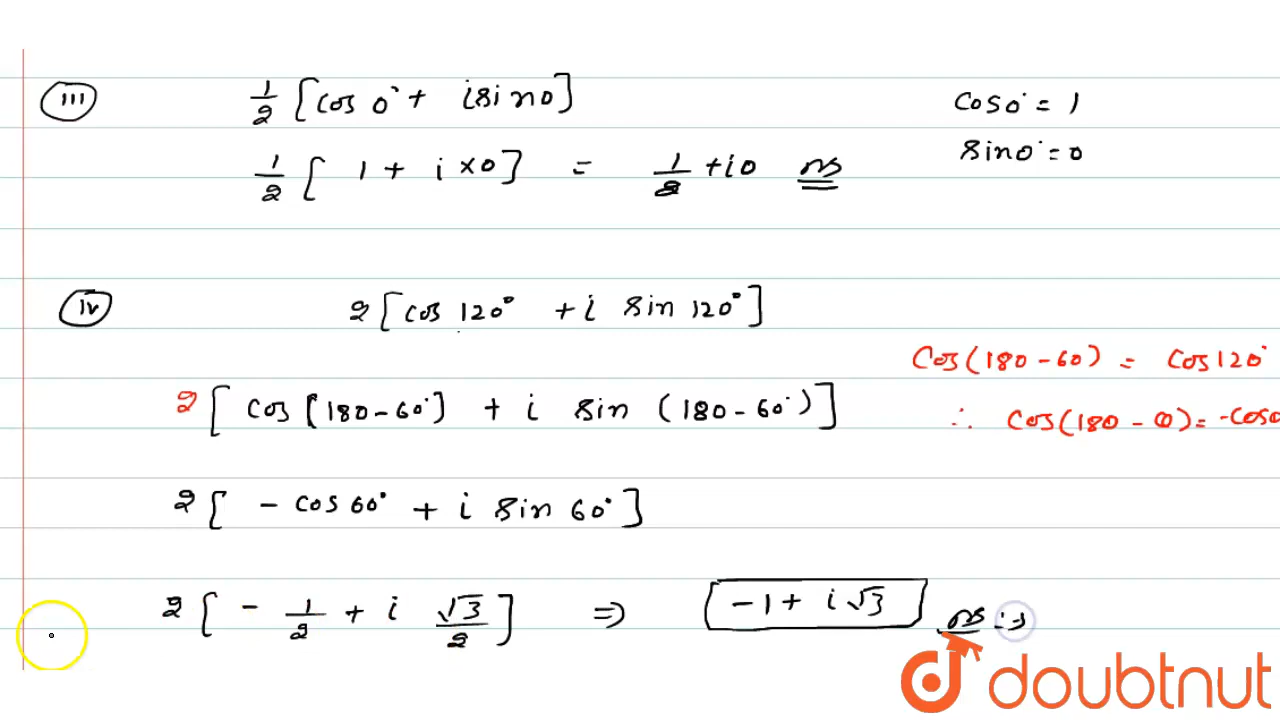 (iii) 1/2 [cos 0° + i sin 0] cos 0° = 1
1/2 [ 1 + i × 0 ] = 1/2 + i0 ans sin 0° = 0
(iv) 2 [cos 120° + i sin 120°]
Cos(180 - 60) = Cos 120°
2 [ cos [180 - 60°] + i sin (180 - 60°) ]
∴ Cos(180 - θ) = - cos θ
2 [ - cos 60° + i sin 60° ]
2 [ - 1/2 + i √3/2 ] ⇒ -1 + i √3 ans
doubtnut